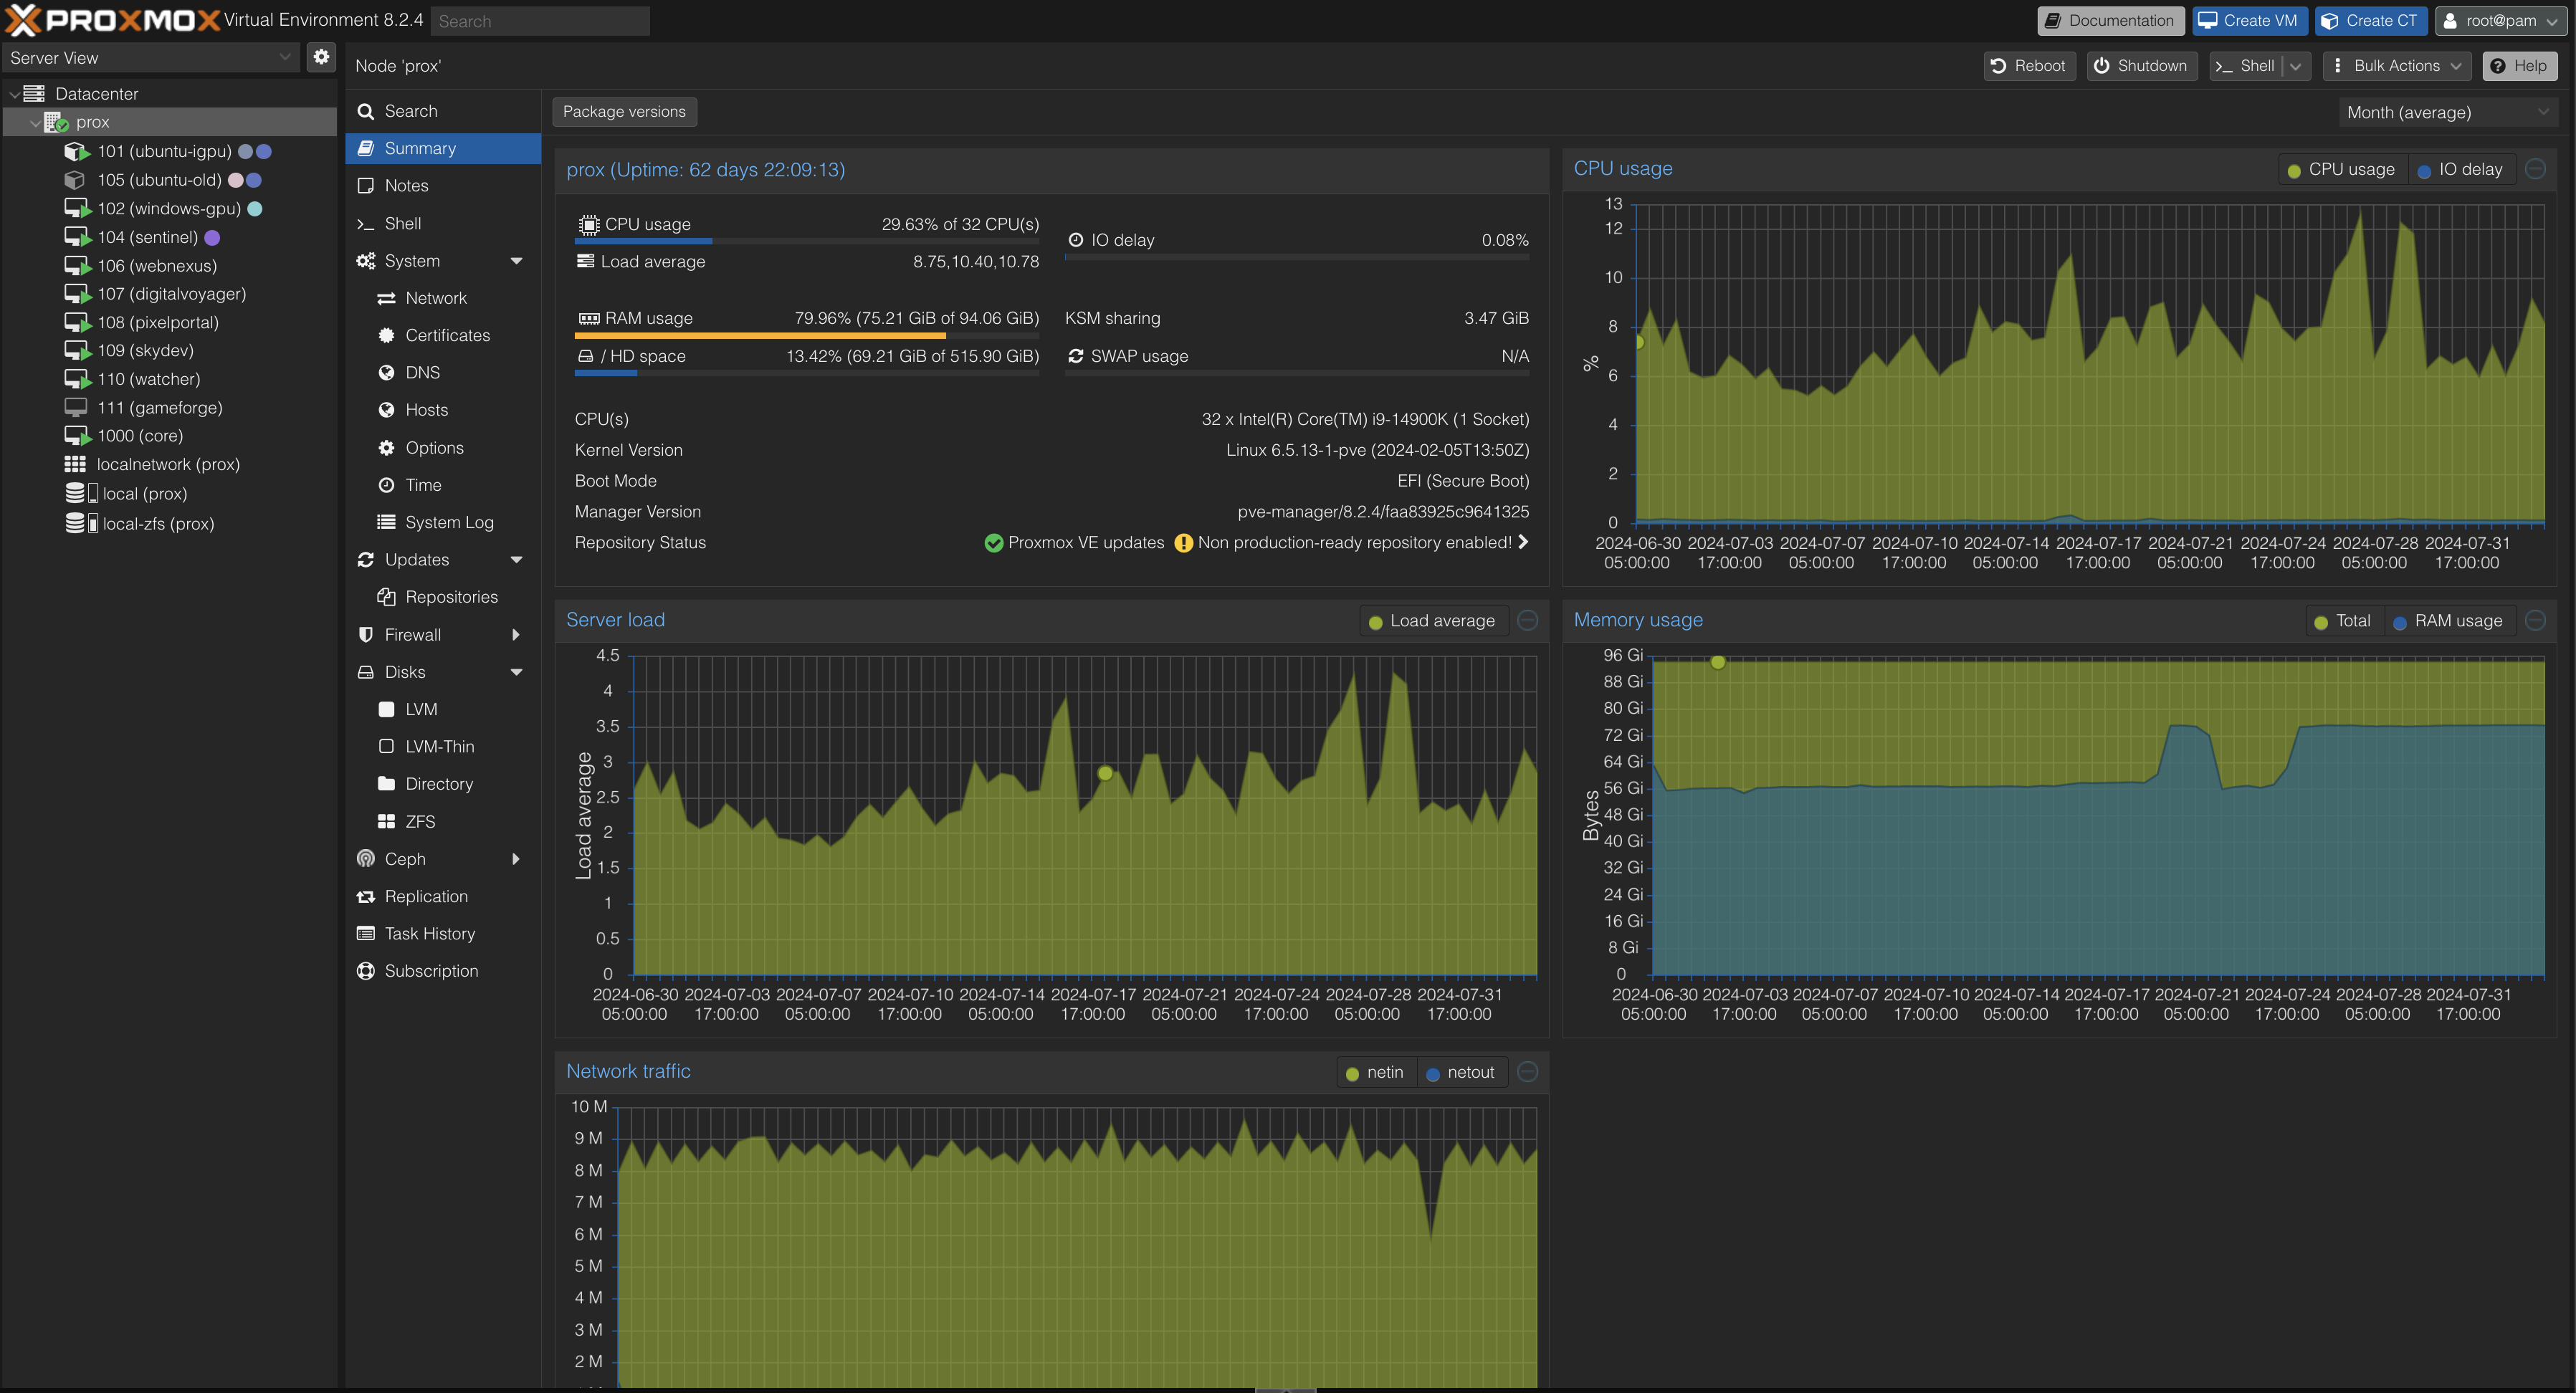 PROXMOX Virtual Environment 8.2.4 Search
Documentation Create VM Create CT root@pam
Server View
Datacenter
prox
101 (ubuntu-igpu)
105 (ubuntu-old)
102 (windows-gpu)
104 (sentinel)
106 (webnexus)
107 (digitalvoyager)
108 (pixelportal)
109 (skydev)
110 (watcher)
111 (gameforge)
1000 (core)
localnetwork (prox)
local (prox)
local-zfs (prox)
Node 'prox'
Reboot Shutdown Shell Bulk Actions Help
Search
Summary
Notes
Shell
System
Network
Certificates
DNS
Hosts
Options
Time
System Log
Updates
Repositories
Firewall
Disks
LVM
LVM-Thin
Directory
ZFS
Ceph
Replication
Task History
Subscription
Package versions
Month (average)
prox (Uptime: 62 days 22:09:13)
CPU usage 29.63% of 32 CPU(s)
IO delay 0.08%
Load average 8.75,10.40,10.78
RAM usage 79.96% (75.21 GiB of 94.06 GiB)
KSM sharing 3.47 GiB
/ HD space 13.42% (69.21 GiB of 515.90 GiB)
SWAP usage N/A
CPU(s) 32 x Intel(R) Core(TM) i9-14900K (1 Socket)
Kernel Version Linux 6.5.13-1-pve (2024-02-05T13:50Z)
Boot Mode EFI (Secure Boot)
Manager Version pve-manager/8.2.4/faa83925c9641325
Repository Status Proxmox VE updates Non production-ready repository enabled!
CPU usage
CPU usage IO delay
13
12
10
8
6
4
2
0
%
2024-06-30 2024-07-03 2024-07-07 2024-07-10 2024-07-14 2024-07-17 2024-07-21 2024-07-24 2024-07-28 2024-07-31
05:00:00 17:00:00 05:00:00 17:00:00 05:00:00 17:00:00 05:00:00 17:00:00 05:00:00 17:00:00
Server load
Load average
4.5
4
3.5
3
2.5
2
1.5
1
0.5
0
Load average
2024-06-30 2024-07-03 2024-07-07 2024-07-10 2024-07-14 2024-07-17 2024-07-21 2024-07-24 2024-07-28 2024-07-31
05:00:00 17:00:00 05:00:00 17:00:00 05:00:00 17:00:00 05:00:00 17:00:00 05:00:00 17:00:00
Memory usage
Total RAM usage
96 Gi
88 Gi
80 Gi
72 Gi
64 Gi
56 Gi
48 Gi
40 Gi
32 Gi
24 Gi
16 Gi
8 Gi
0
Bytes
2024-06-30 2024-07-03 2024-07-07 2024-07-10 2024-07-14 2024-07-17 2024-07-21 2024-07-24 2024-07-28 2024-07-31
05:00:00 17:00:00 05:00:00 17:00:00 05:00:00 17:00:00 05:00:00 17:00:00 05:00:00 17:00:00
Network traffic
netin netout
10 M
9 M
8 M
7 M
6 M
5 M
4 M
3 M
2 M